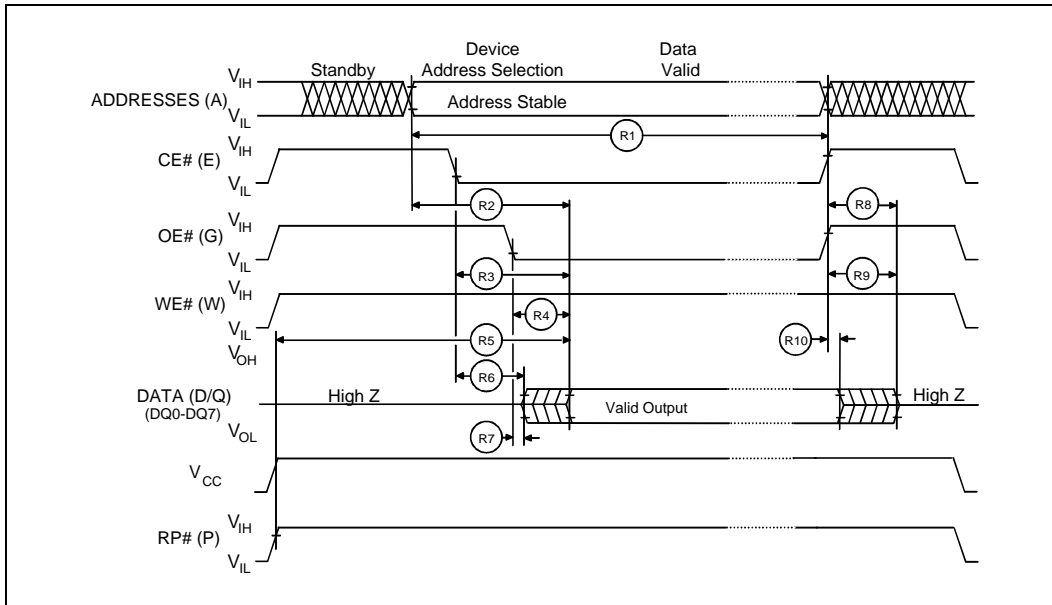 Device
Address Selection
Data
Valid
Standby
VIH
ADDRESSES (A)
VIL
Address Stable
R1
VIH
CE# (E)
VIL
R2
R8
VIH
OE# (G)
VIL
R3
R9
VIH
WE# (W)
VIL
R4
R5
R10
VOH
R6
DATA (D/Q)
(DQ0-DQ7)
High Z
Valid Output
High Z
VOL
R7
VCC
VIH
RP# (P)
VIL